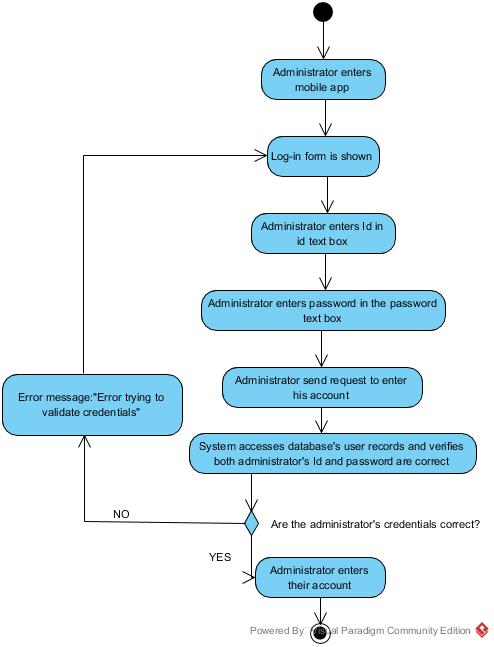 Administrator enters
mobile app
Log-in form is shown
Administrator enters Id in
id text box
Administrator enters password in the password
text box
Administrator send request to enter
his account
Error message:"Error trying to
validate credentials"
System accesses database's user records and verifies
both administrator's Id and password are correct
NO
Are the administrator's credentials correct?
YES
Administrator enters
their account
Powered By Visual Paradigm Community Edition